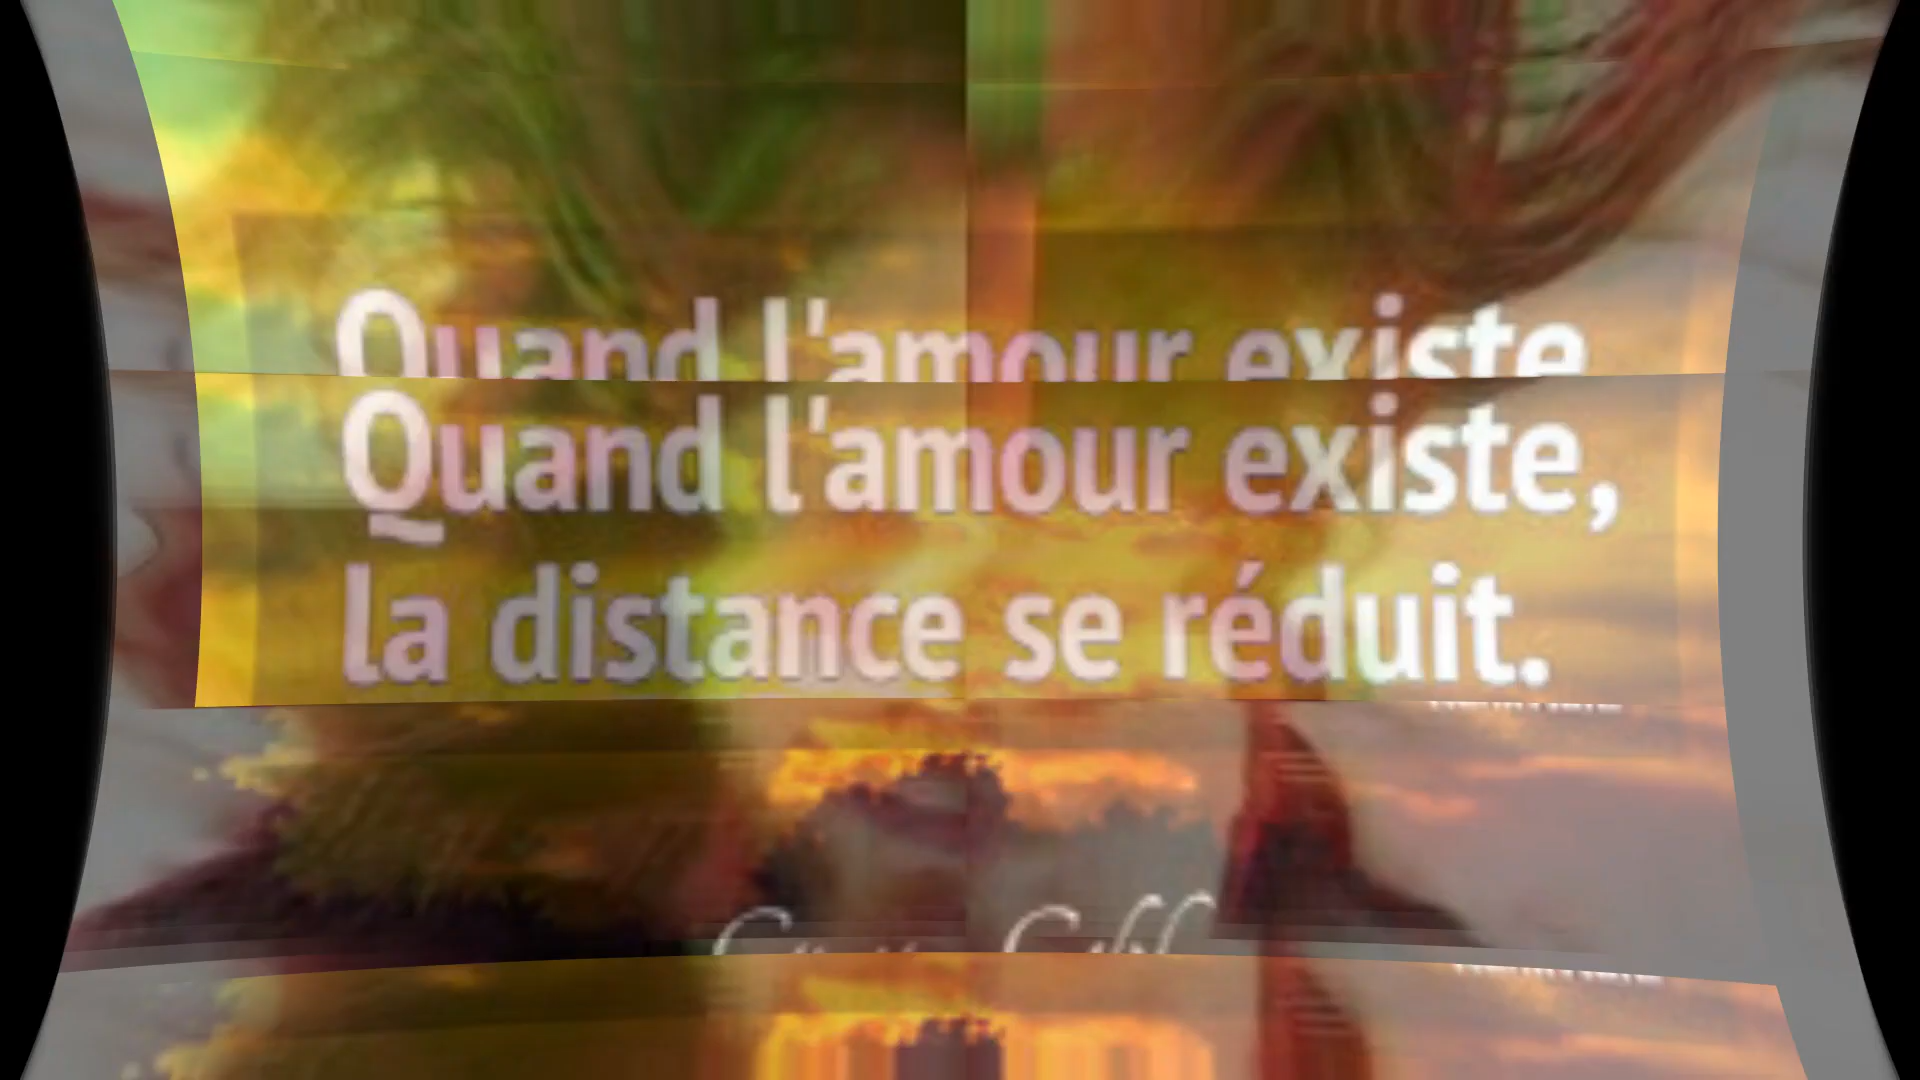 Quand l'amour existe
Quand l'amour existe,
la distance se réduit.